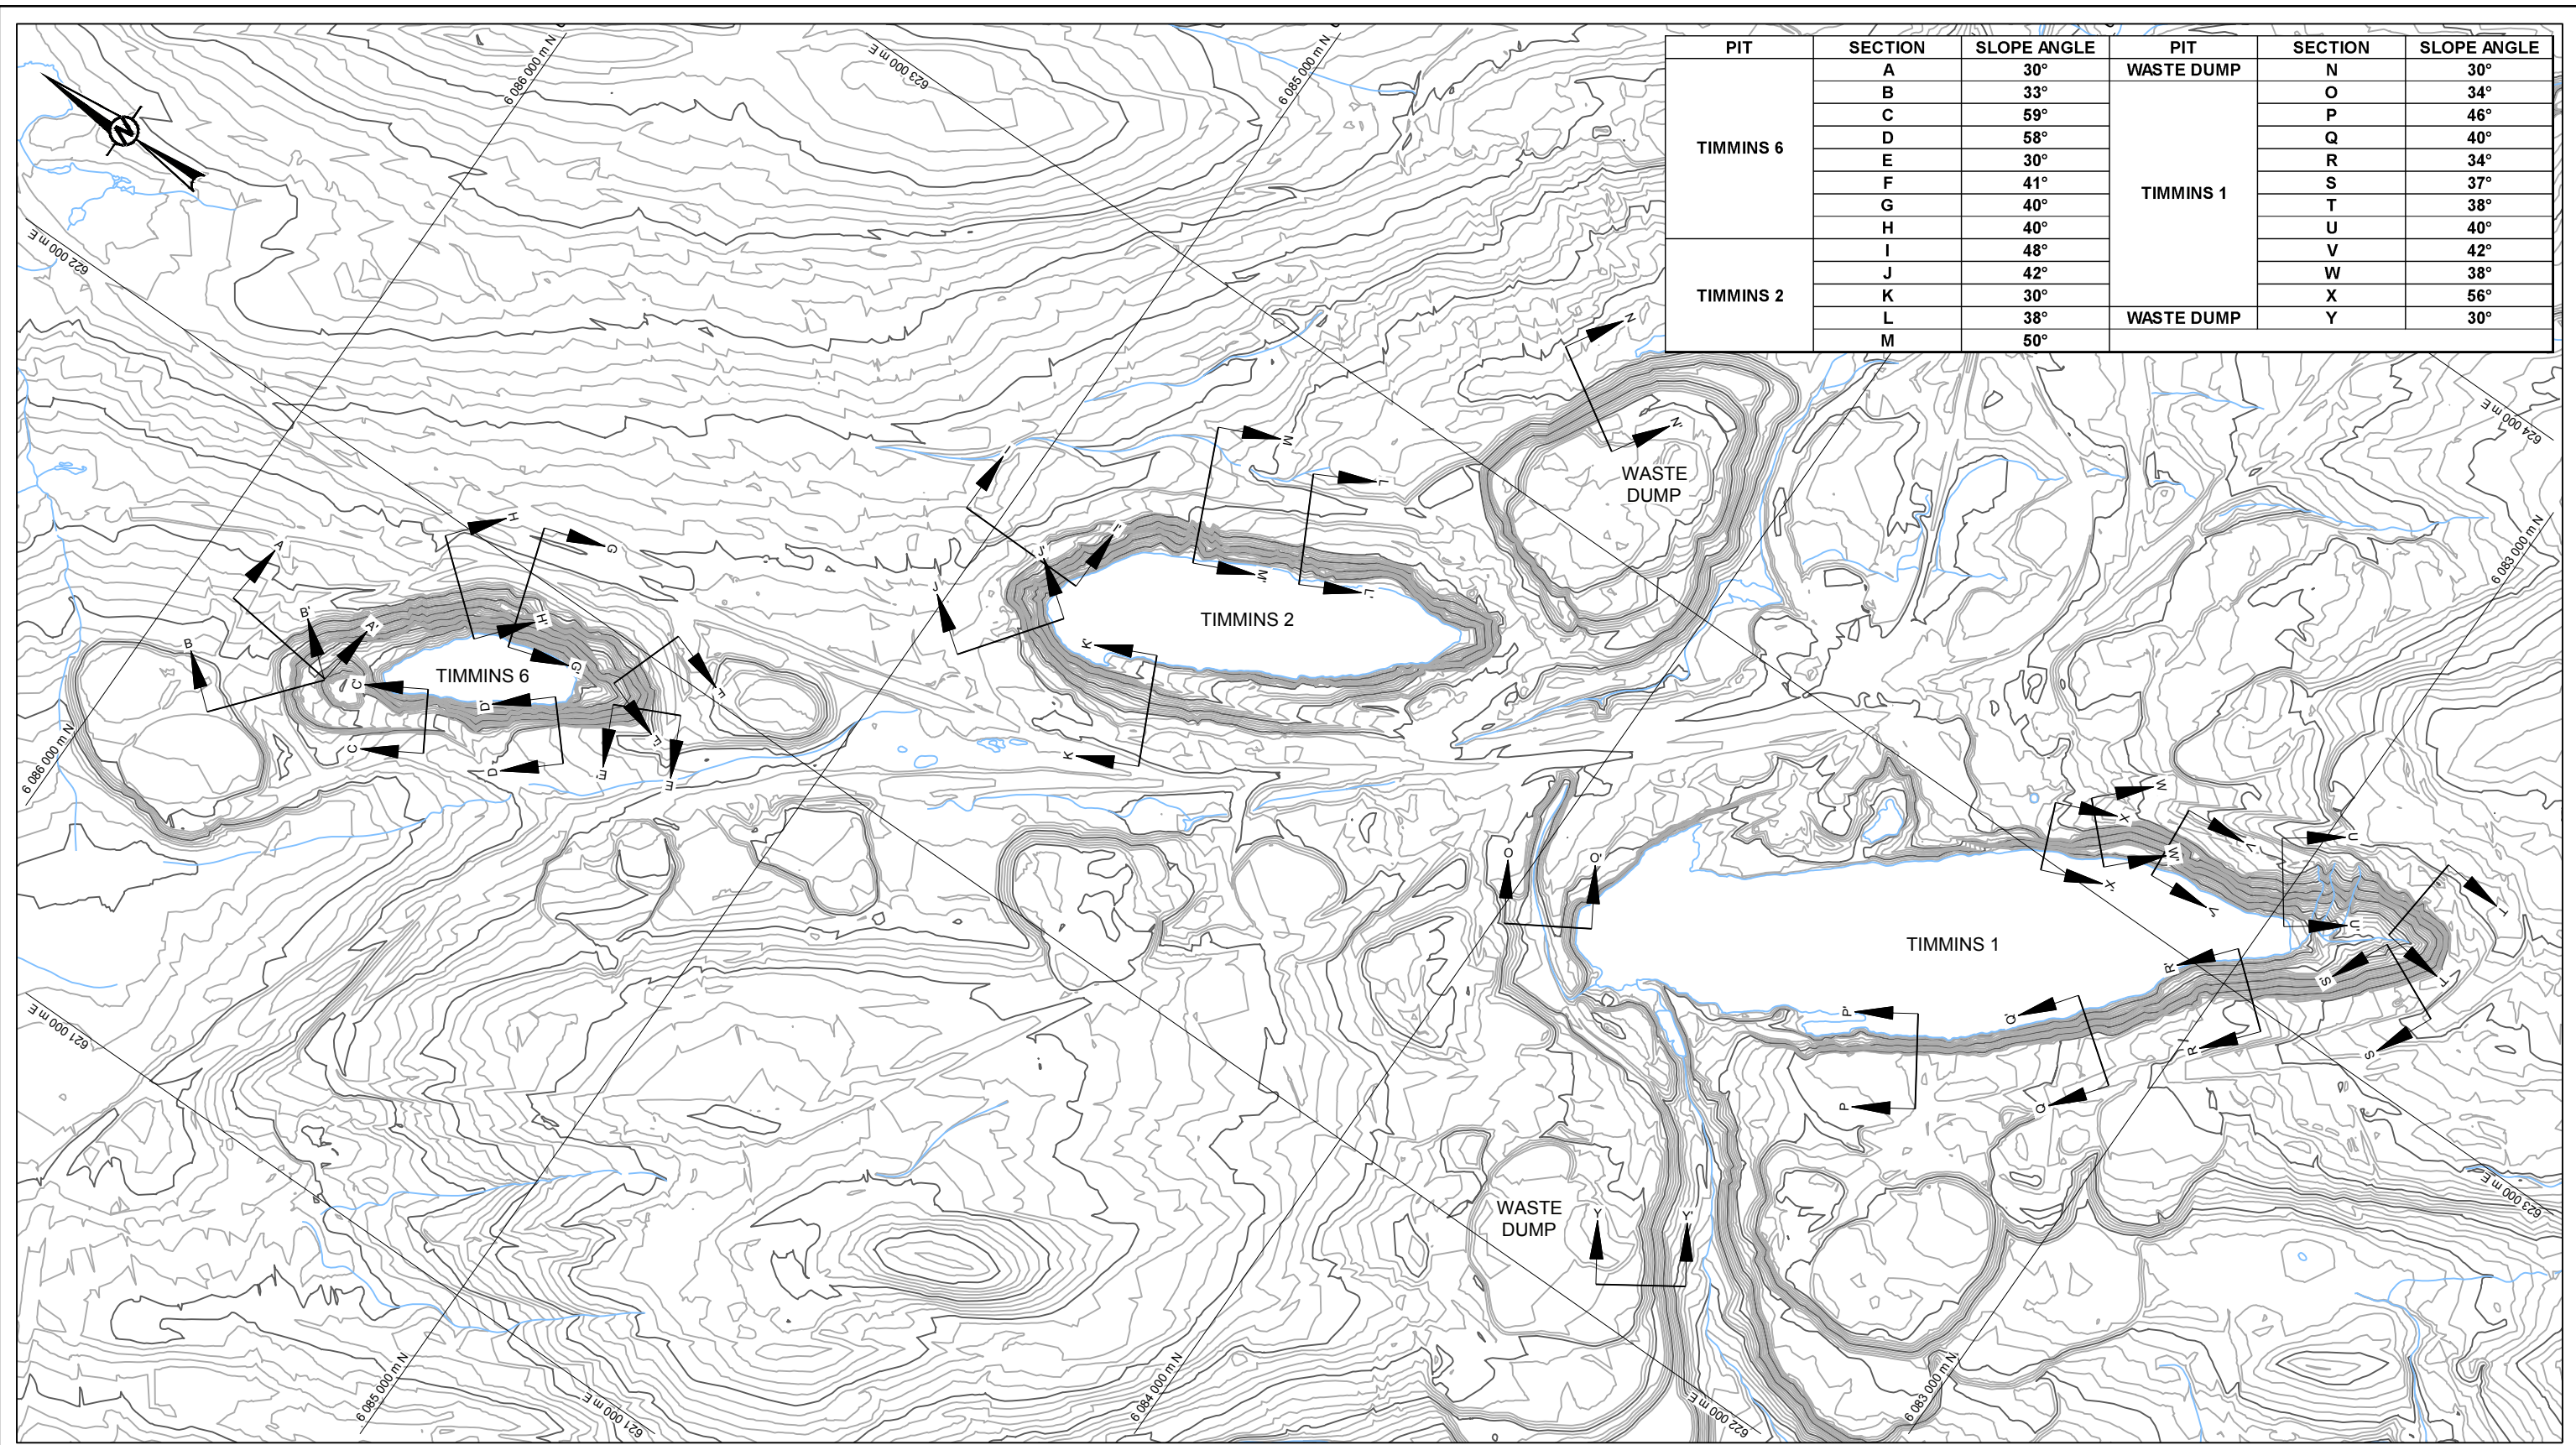 PIT SECTION SLOPE ANGLE PIT SECTION SLOPE ANGLE
TIMMINS 6 A 30° WASTE DUMP N 30°
B 33° TIMMINS 1 O 34°
C 59° P 46°
D 58° Q 40°
E 30° R 34°
F 41° S 37°
G 40° T 38°
H 40° U 40°
TIMMINS 2 I 48° V 42°
J 42° W 38°
K 30° X 56°
L 38° WASTE DUMP Y 30°
M 50°
N
6 086 000 m N
623 000 m E
6 085 000 m N
622 000 m E
624 000 m E
6 083 000 m N
N
N'
WASTE
DUMP
M
L
I
I'
M'
L'
J
J'
TIMMINS 2
K'
K
H
G
A
B
B'
A'
H'
G'
TIMMINS 6
C'
C
D'
D
F
F'
E'
E
6 086 000 m N
O
O'
W
X
W'
X'
V
V'
U
U'
T
T'
TIMMINS 1
R'
R
S'
S
P'
P
Q'
Q
621 000 m E
623 000 m E
WASTE
DUMP
Y
Y'
6 085 000 m N
621 000 m E
6 084 000 m N
622 000 m E
6 083 000 m N